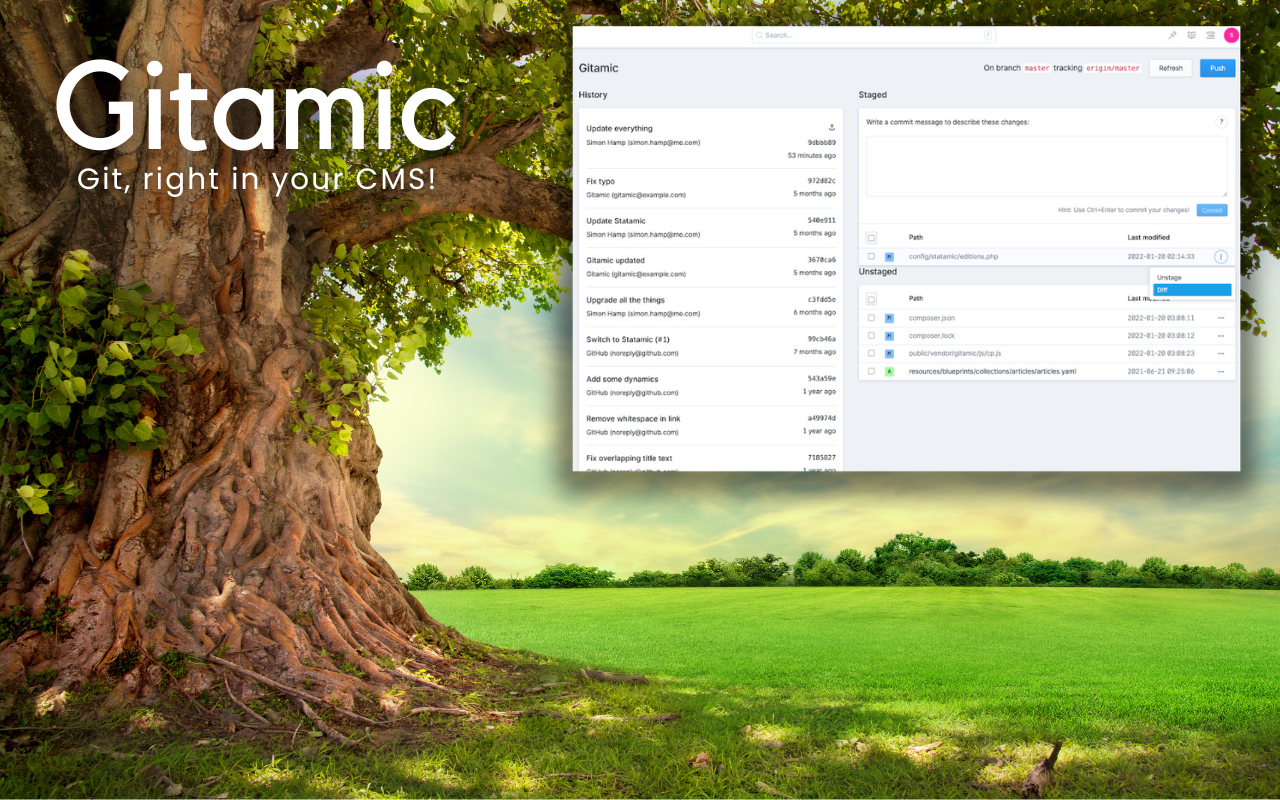 Gitamic
Git, right in your CMS!
Search...
/
S
Gitamic
On branch master tracking origin/master
Refresh
Push
History
Update everything
Simon Hamp (simon.hamp@me.com)
9dbbb89
53 minutes ago
Fix typo
972d82c
Gitamic (gitamic@example.com)
5 months ago
Update Statamic
540e911
Simon Hamp (simon.hamp@me.com)
5 months ago
Gitamic updated
3670ca6
Gitamic (gitamic@example.com)
5 months ago
Upgrade all the things
c3fdd5e
Simon Hamp (simon.hamp@me.com)
6 months ago
Switch to Statamic (#1)
99cb46a
GitHub (noreply@github.com)
7 months ago
Add some dynamics
543a59e
GitHub (noreply@github.com)
1 year ago
Remove whitespace in link
a49974d
GitHub (noreply@github.com)
1 year ago
Fix overlapping title text
7185827
GitHub (noreply@github.com)
1 year ago
Staged
Write a commit message to describe these changes:
?
Hint: Use Ctrl+Enter to commit your changes!
Commit
Path
Last modified
M
config/statamic/editions.php
2022-01-20 02:14:33
Unstage
Diff
Unstaged
Path
Last
M
composer.json
2022-01-20 03:08:11
M
composer.lock
2022-01-20 03:08:12
M
public/vendor/gitamic/js/cp.js
2022-01-20 03:08:23
A
resources/blueprints/collections/articles/articles.yaml
2021-06-21 09:25:06